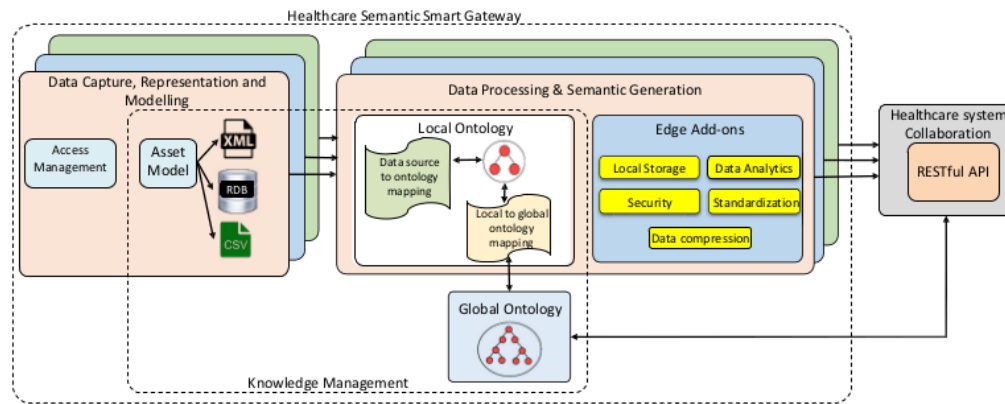 Healthcare Semantic Smart Gateway
Data Capture, Representation and
Modelling
Access
Management
Asset
Model
XML
RDB
CSV
Data Processing & Semantic Generation
Local Ontology
Data source
to ontology
mapping
Local to global
ontology
mapping
Edge Add-ons
Local Storage
Data Analytics
Security
Standardization
Data compression
Healthcare system
Collaboration
RESTful API
Global Ontology
Knowledge Management